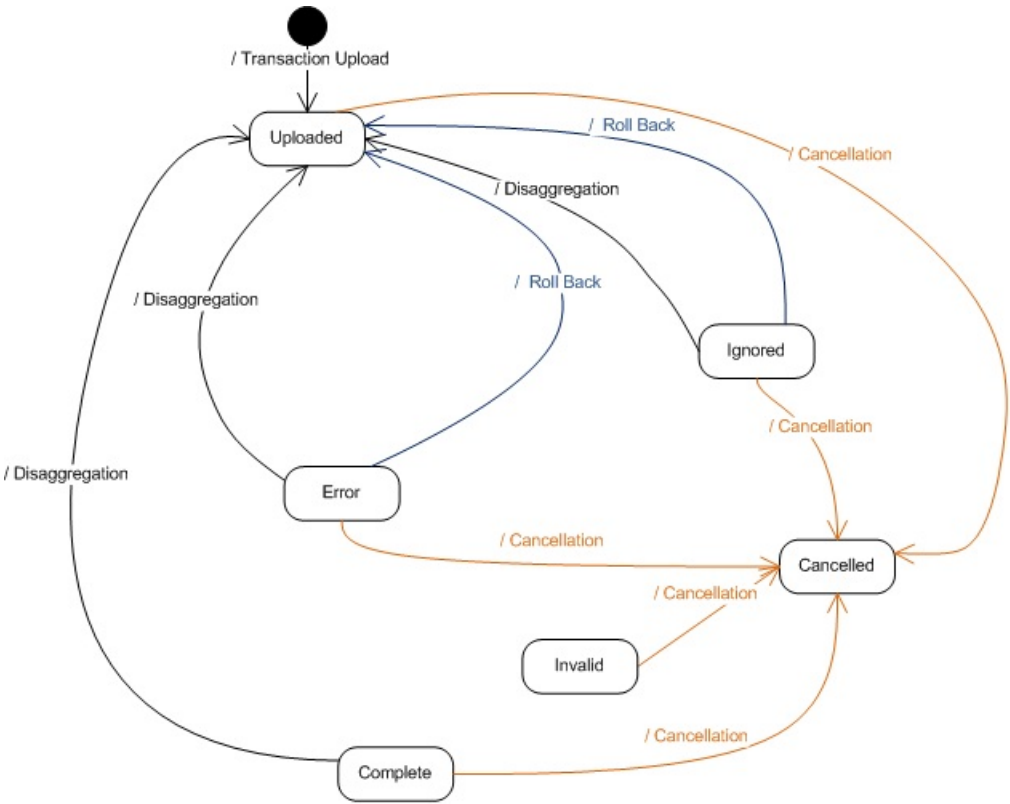 / Transaction Upload
Uploaded
/ Roll Back
/ Cancellation
/ Disaggregation
/ Roll Back
/ Disaggregation
Ignored
/ Cancellation
/ Disaggregation
Error
/ Cancellation
Cancelled
/ Cancellation
Invalid
/ Cancellation
Complete